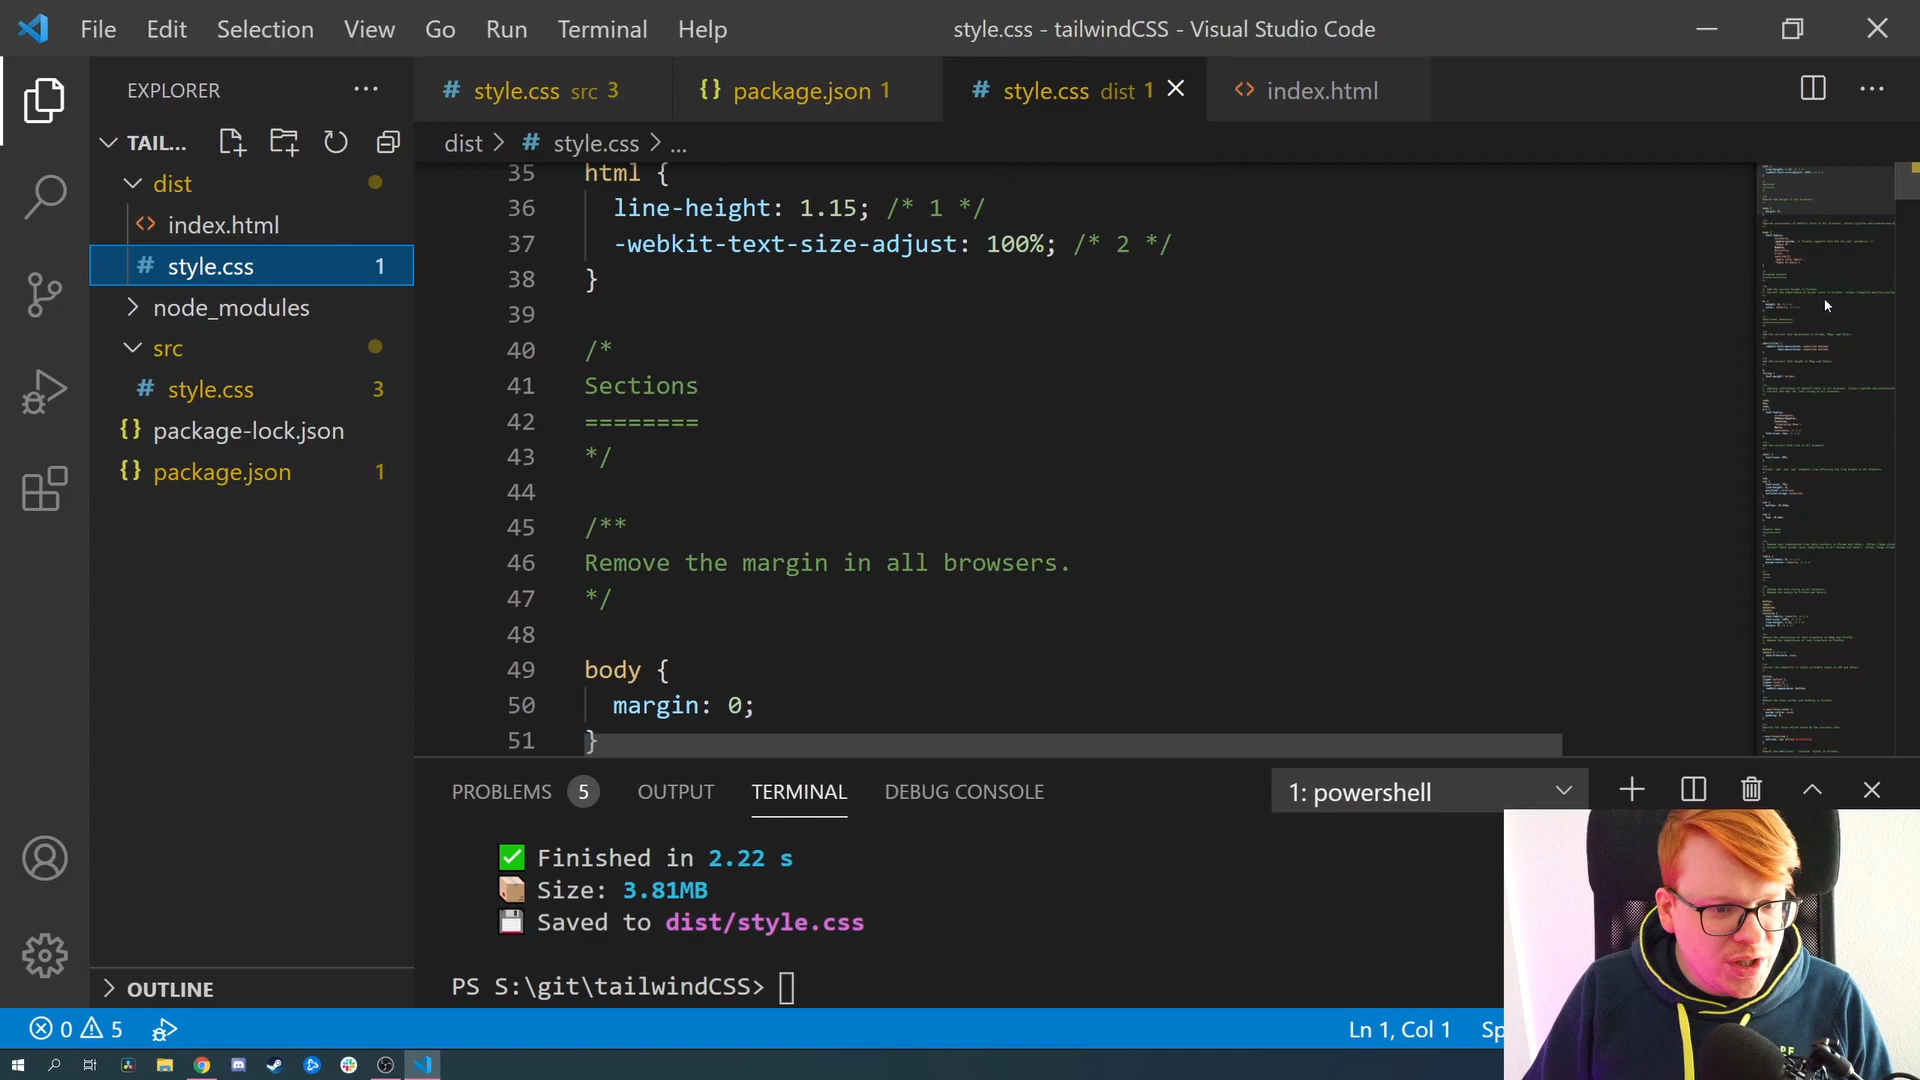 File Edit Selection View Go Run Terminal Help
style.css - tailwindCSS - Visual Studio Code
EXPLORER
TAIL...
dist
index.html
style.css 1
node_modules
src
style.css 3
package-lock.json
package.json 1
OUTLINE
style.css src 3
package.json 1
style.css dist 1
index.html
dist > # style.css > ...
35 html {
36 line-height: 1.15; /* 1 */
37 -webkit-text-size-adjust: 100%; /* 2 */
38 }
39
40 /*
41 Sections
42 ========
43 */
44
45 /**
46 Remove the margin in all browsers.
47 */
48
49 body {
50 margin: 0;
51 }
PROBLEMS 5 OUTPUT TERMINAL DEBUG CONSOLE
1: powershell
Finished in 2.22 s
Size: 3.81MB
Saved to dist/style.css
PS S:\git\tailwindCSS>
0 5
Ln 1, Col 1 Sp